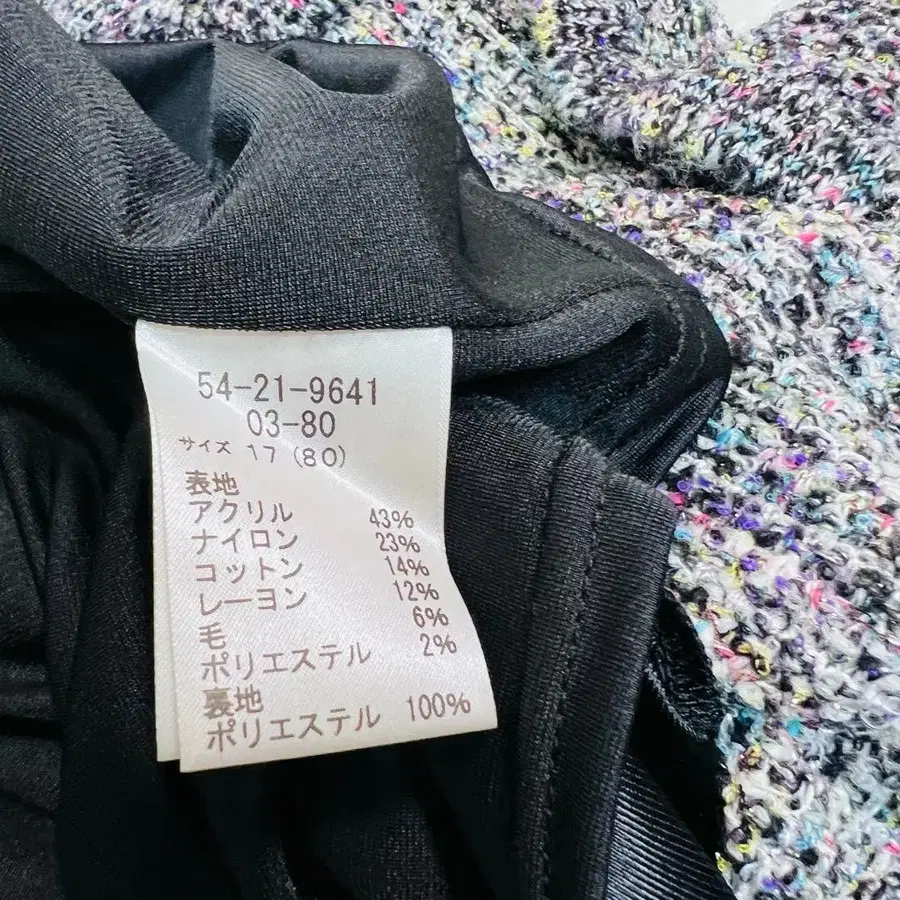 54-21-9641
03-80
サイズ 17 (80)
表地
アクリル 43%
ナイロン 23%
コットン 14%
レーヨン 12%
毛 6%
ポリエステル 2%
裏地
ポリエステル 100%